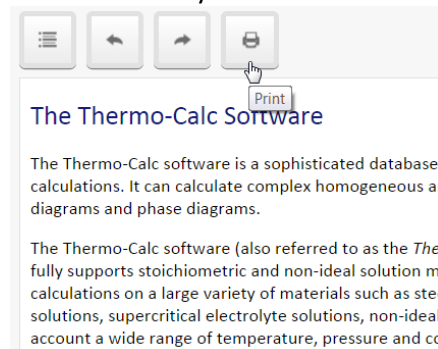 Print
The Thermo-Calc Software
The Thermo-Calc software is a sophisticated database
calculations. It can calculate complex homogeneous a
diagrams and phase diagrams.
The Thermo-Calc software (also referred to as the The
fully supports stoichiometric and non-ideal solution m
calculations on a large variety of materials such as ste
solutions, supercritical electrolyte solutions, non-ideal
account a wide range of temperature, pressure and co